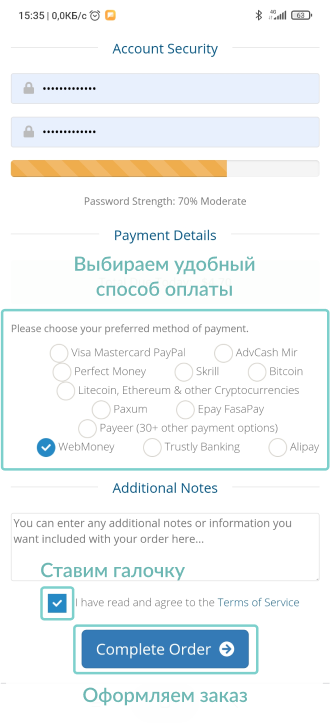 15:35 | 0,0КБ/с
4G
63
Account Security
•••••••••••••
•••••••••••••
Password Strength: 70% Moderate
Payment Details
Выбираем удобный
способ оплаты
Please choose your preferred method of payment.
Visa Mastercard PayPal AdvCash Mir
Perfect Money Skrill Bitcoin
Litecoin, Ethereum & other Cryptocurrencies
Paxum Epay FasaPay
Payeer (30+ other payment options)
WebMoney Trustly Banking Alipay
Additional Notes
You can enter any additional notes or information you
want included with your order here...
Ставим галочку
I have read and agree to the Terms of Service
Complete Order
Оформляем заказ